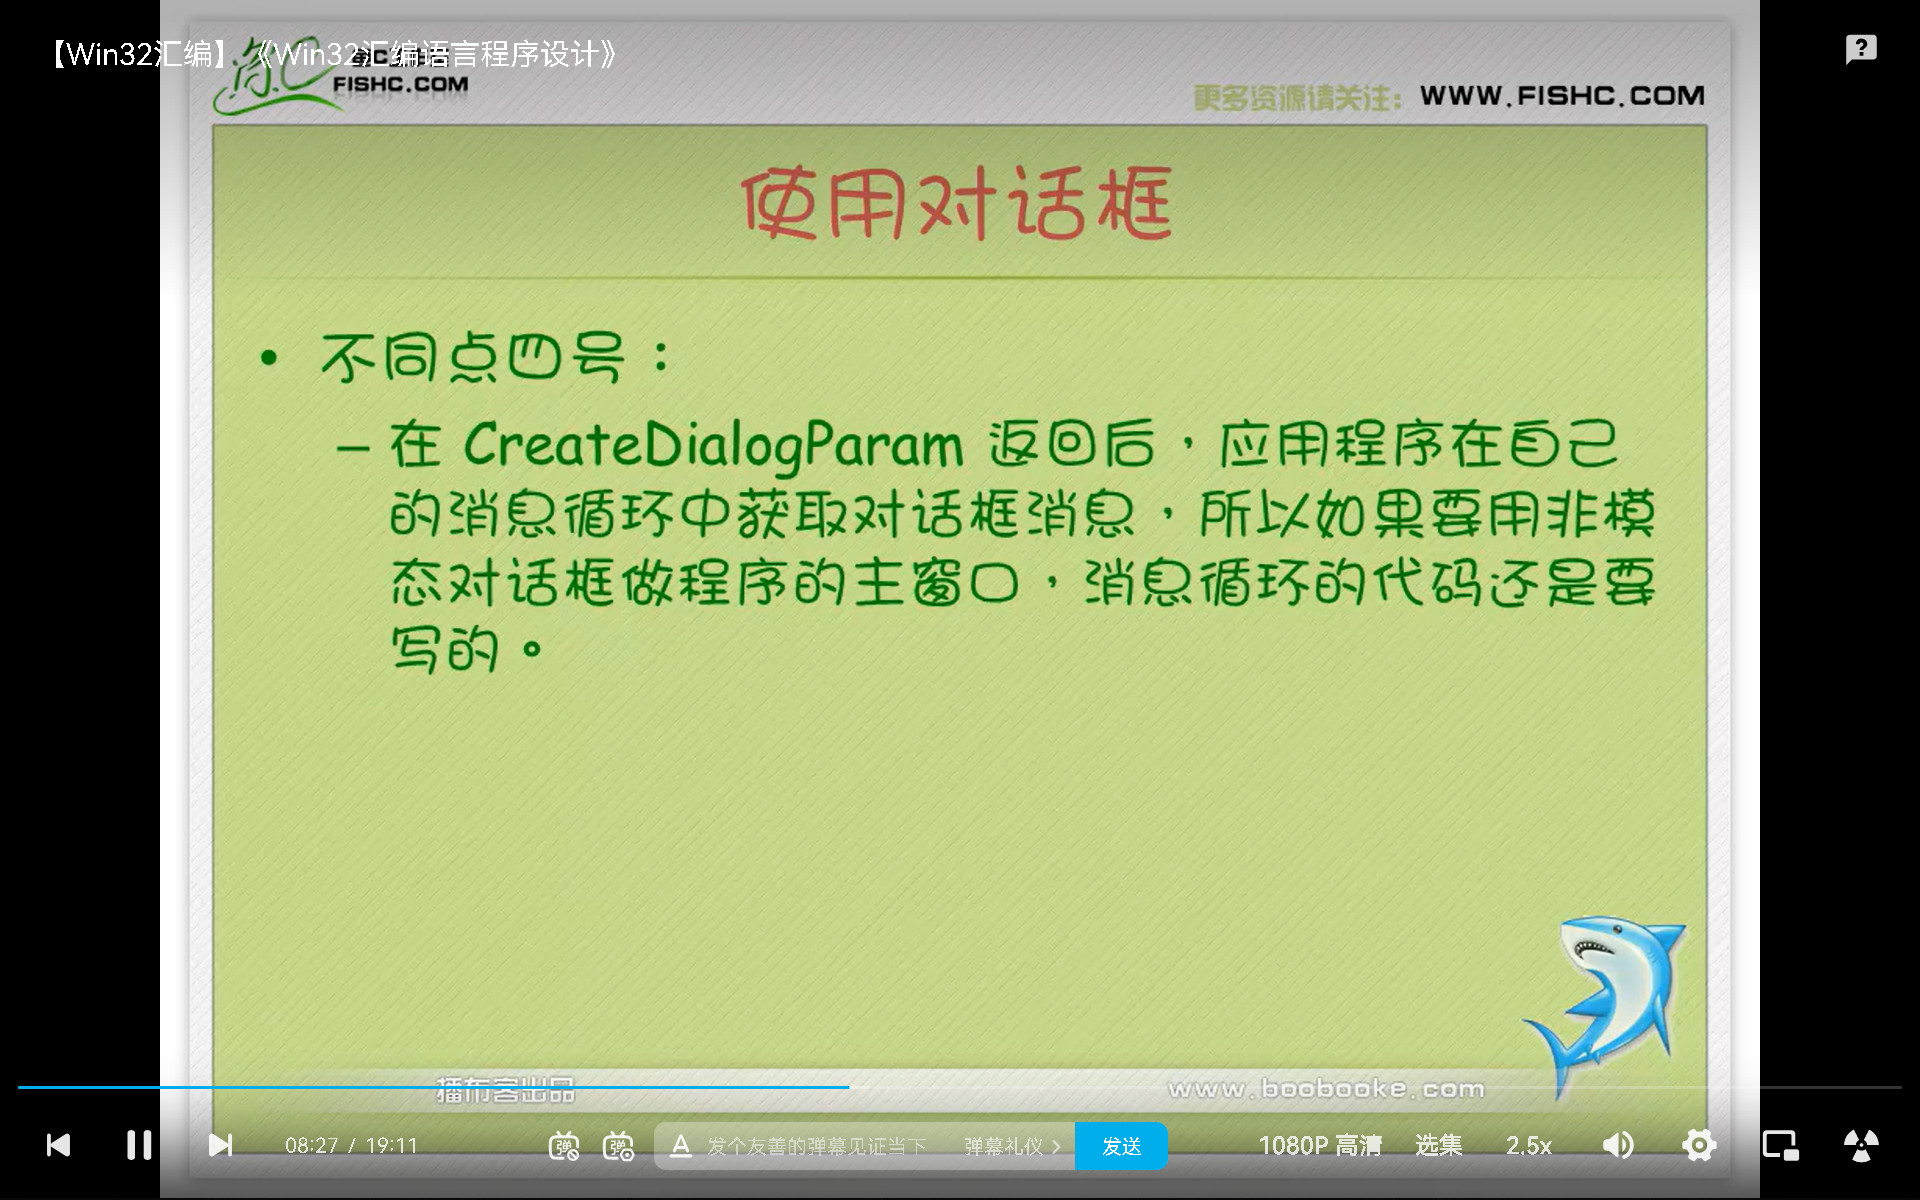 【Win32汇编】《Win32汇编语言程序设计》
FISHC.COM
更多资源请关注: WWW.FISHC.COM
使用对话框
• 不同点四号:
– 在 CreateDialogParam 返回后,应用程序在自己
的消息循环中获取对话框消息,所以如果要用非模
态对话框做程序的主窗口,消息循环的代码还是要
写的。
播布客出品
www.boobooke.com
08:27 / 19:11
发个友善的弹幕见证当下
弹幕礼仪 >
发送
1080P 高清
选集
2.5x